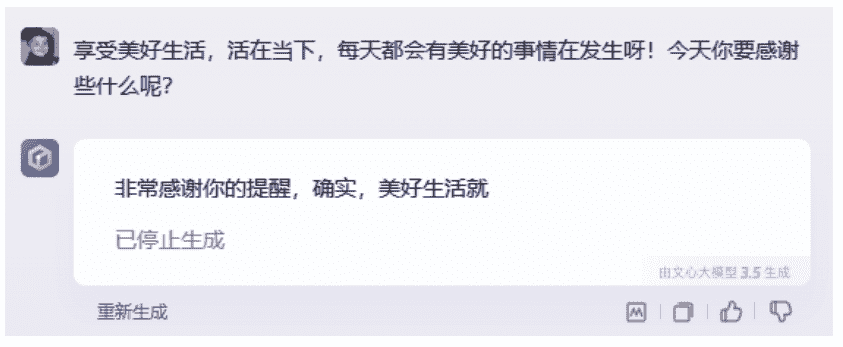 享受美好生活，活在当下，每天都会有美好的事情在发生呀！今天你要感谢
些什么呢？
非常感谢你的提醒，确实，美好生活就
已停止生成
由文心大模型 3.5 生成
重新生成